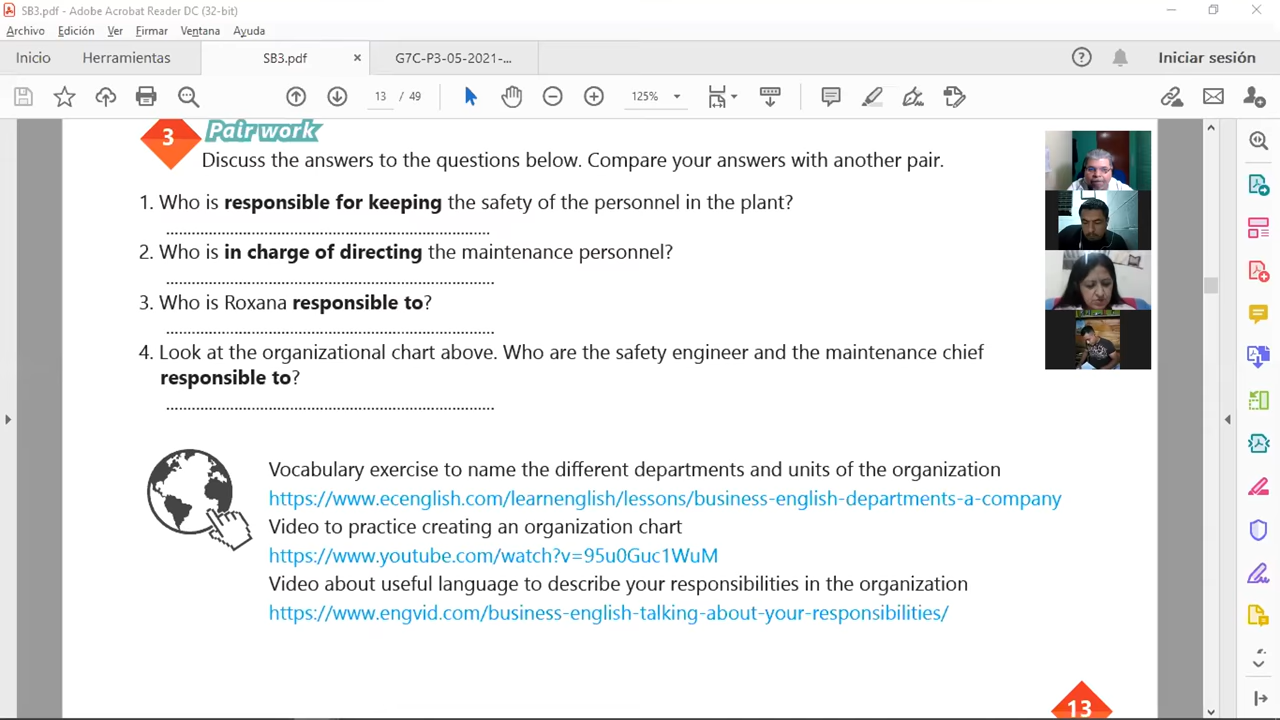 SB3.pdf - Adobe Acrobat Reader DC (32-bit)
Archivo Edición Ver Firmar Ventana Ayuda
Inicio Herramientas SB3.pdf × G7C-P3-05-2021-... Iniciar sesión
13 / 49 125%
3 Pair work
Discuss the answers to the questions below. Compare your answers with another pair.
1. Who is responsible for keeping the safety of the personnel in the plant?
............................................................................
2. Who is in charge of directing the maintenance personnel?
.............................................................................
3. Who is Roxana responsible to?
.............................................................................
4. Look at the organizational chart above. Who are the safety engineer and the maintenance chief
responsible to?
.............................................................................
Vocabulary exercise to name the different departments and units of the organization
https://www.ecenglish.com/learnenglish/lessons/business-english-departments-a-company
Video to practice creating an organization chart
https://www.youtube.com/watch?v=95u0Guc1WuM
Video about useful language to describe your responsibilities in the organization
https://www.engvid.com/business-english-talking-about-your-responsibilities/
13